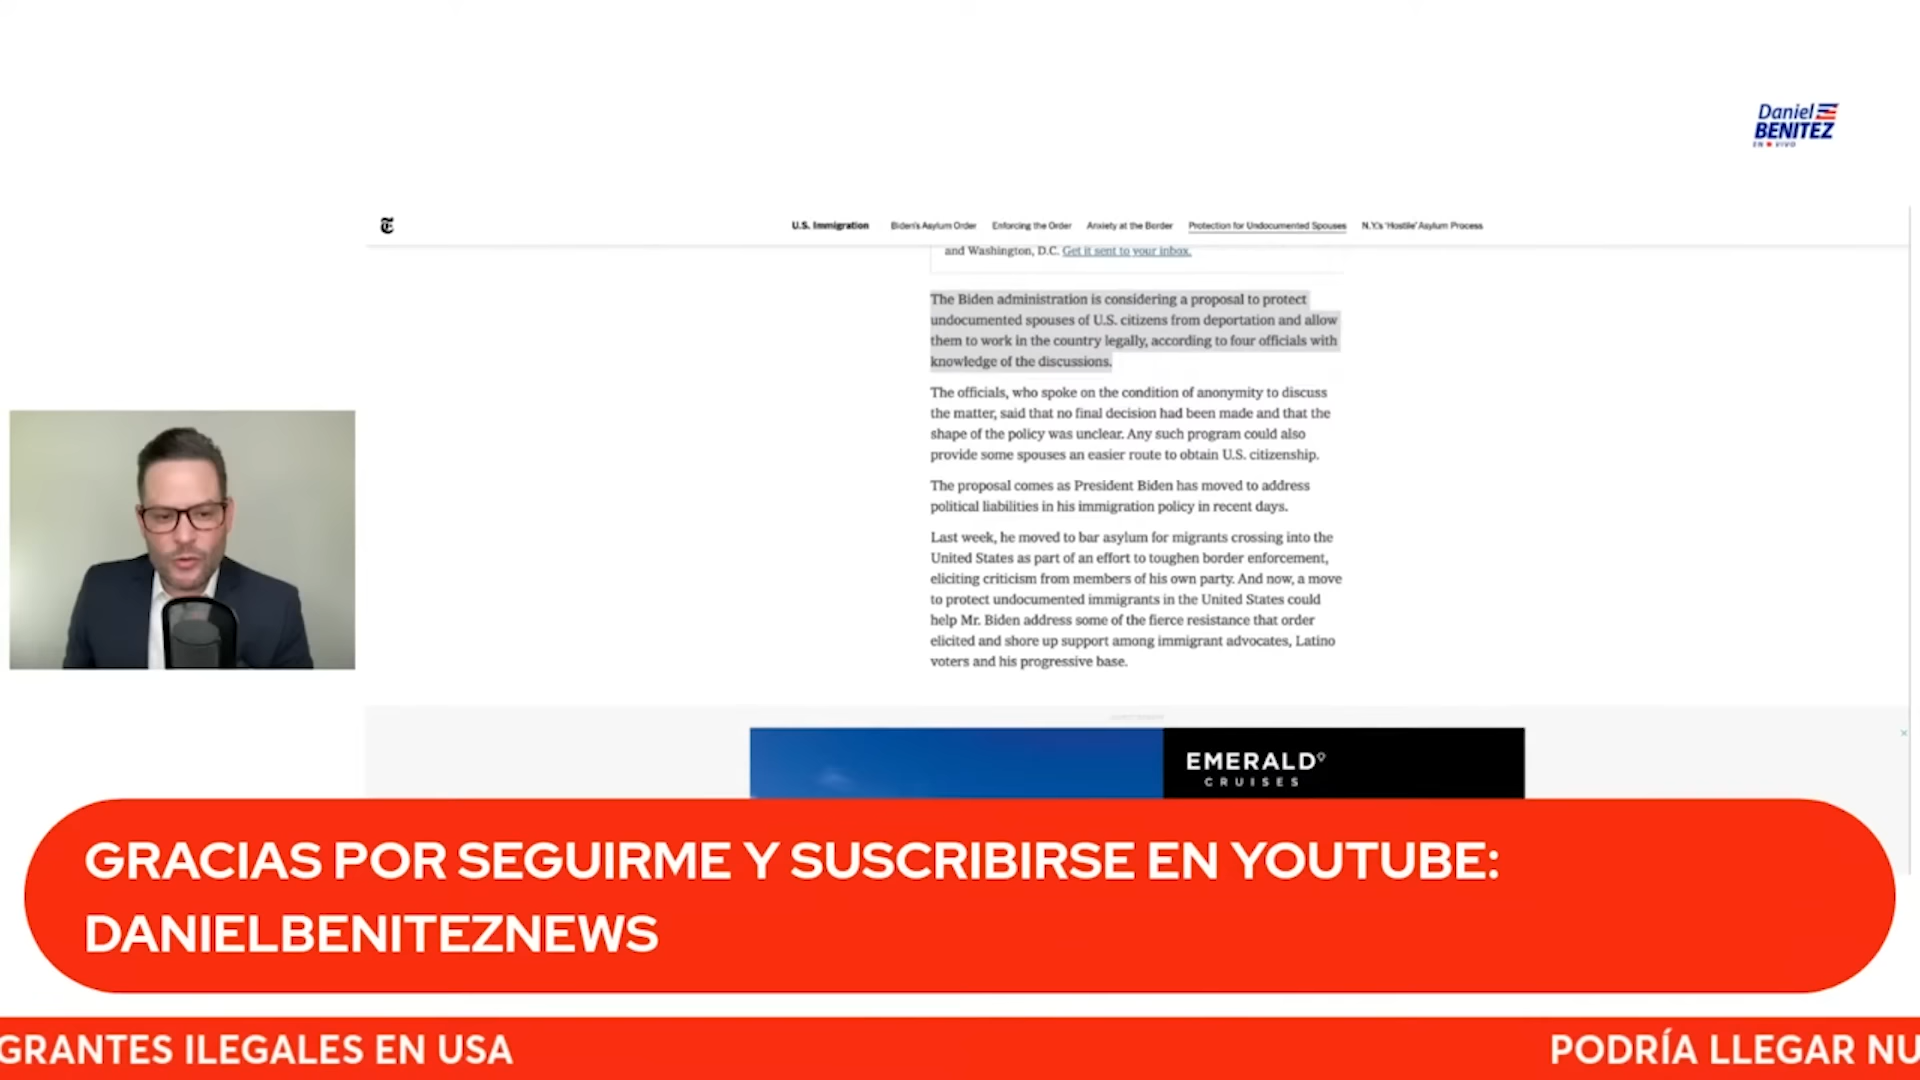 Daniel
BENITEZ
EN VIVO
U.S. Immigration Biden's Asylum Order Enforcing the Order Anxiety at the Border Protection for Undocumented Spouses N.Y.'s 'Hostile' Asylum Process
and Washington, D.C. Get it sent to your inbox.
The Biden administration is considering a proposal to protect
undocumented spouses of U.S. citizens from deportation and allow
them to work in the country legally, according to four officials with
knowledge of the discussions.
The officials, who spoke on the condition of anonymity to discuss
the matter, said that no final decision had been made and that the
shape of the policy was unclear. Any such program could also
provide some spouses an easier route to obtain U.S. citizenship.
The proposal comes as President Biden has moved to address
political liabilities in his immigration policy in recent days.
Last week, he moved to bar asylum for migrants crossing into the
United States as part of an effort to toughen border enforcement,
eliciting criticism from members of his own party. And now, a move
to protect undocumented immigrants in the United States could
help Mr. Biden address some of the fierce resistance that order
elicited and shore up support among immigrant advocates, Latino
voters and his progressive base.
EMERALD
CRUISES
GRACIAS POR SEGUIRME Y SUSCRIBIRSE EN YOUTUBE:
DANIELBENITEZNEWS
GRANTES ILEGALES EN USA PODRÍA LLEGAR NU